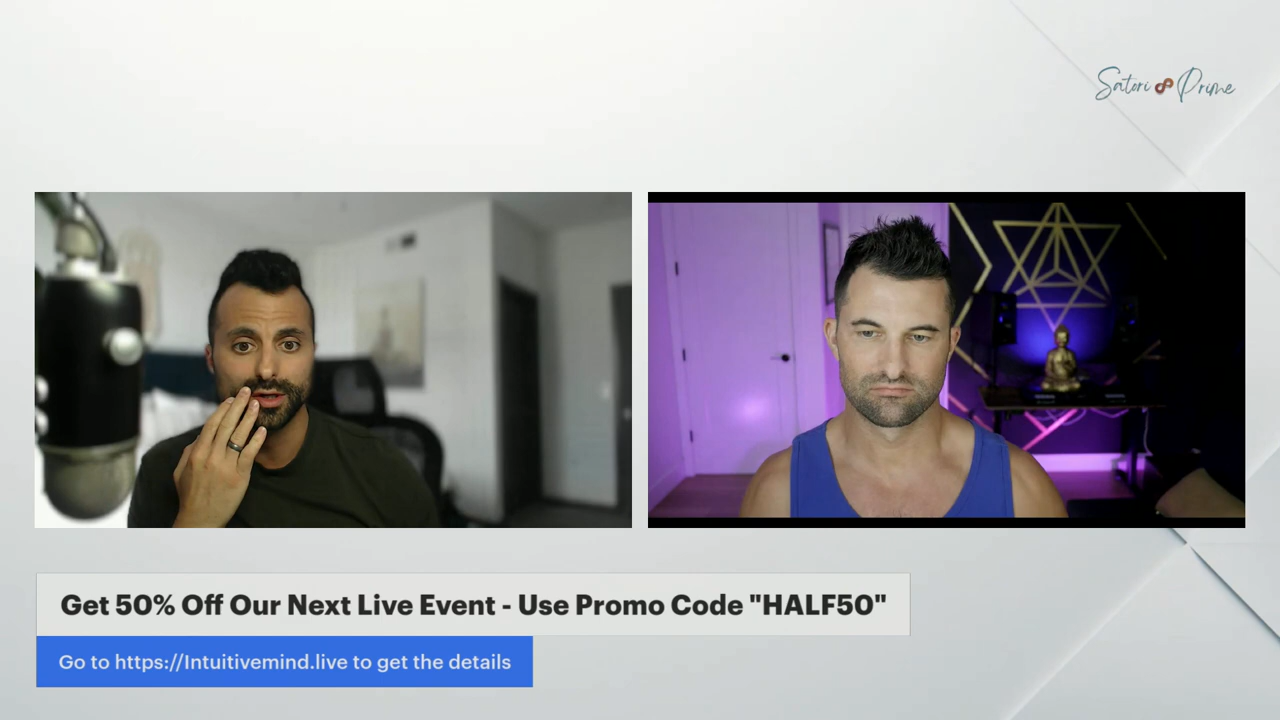 Satori Prime
Get 50% Off Our Next Live Event - Use Promo Code "HALF50"
Go to https://Intuitivemind.live to get the details